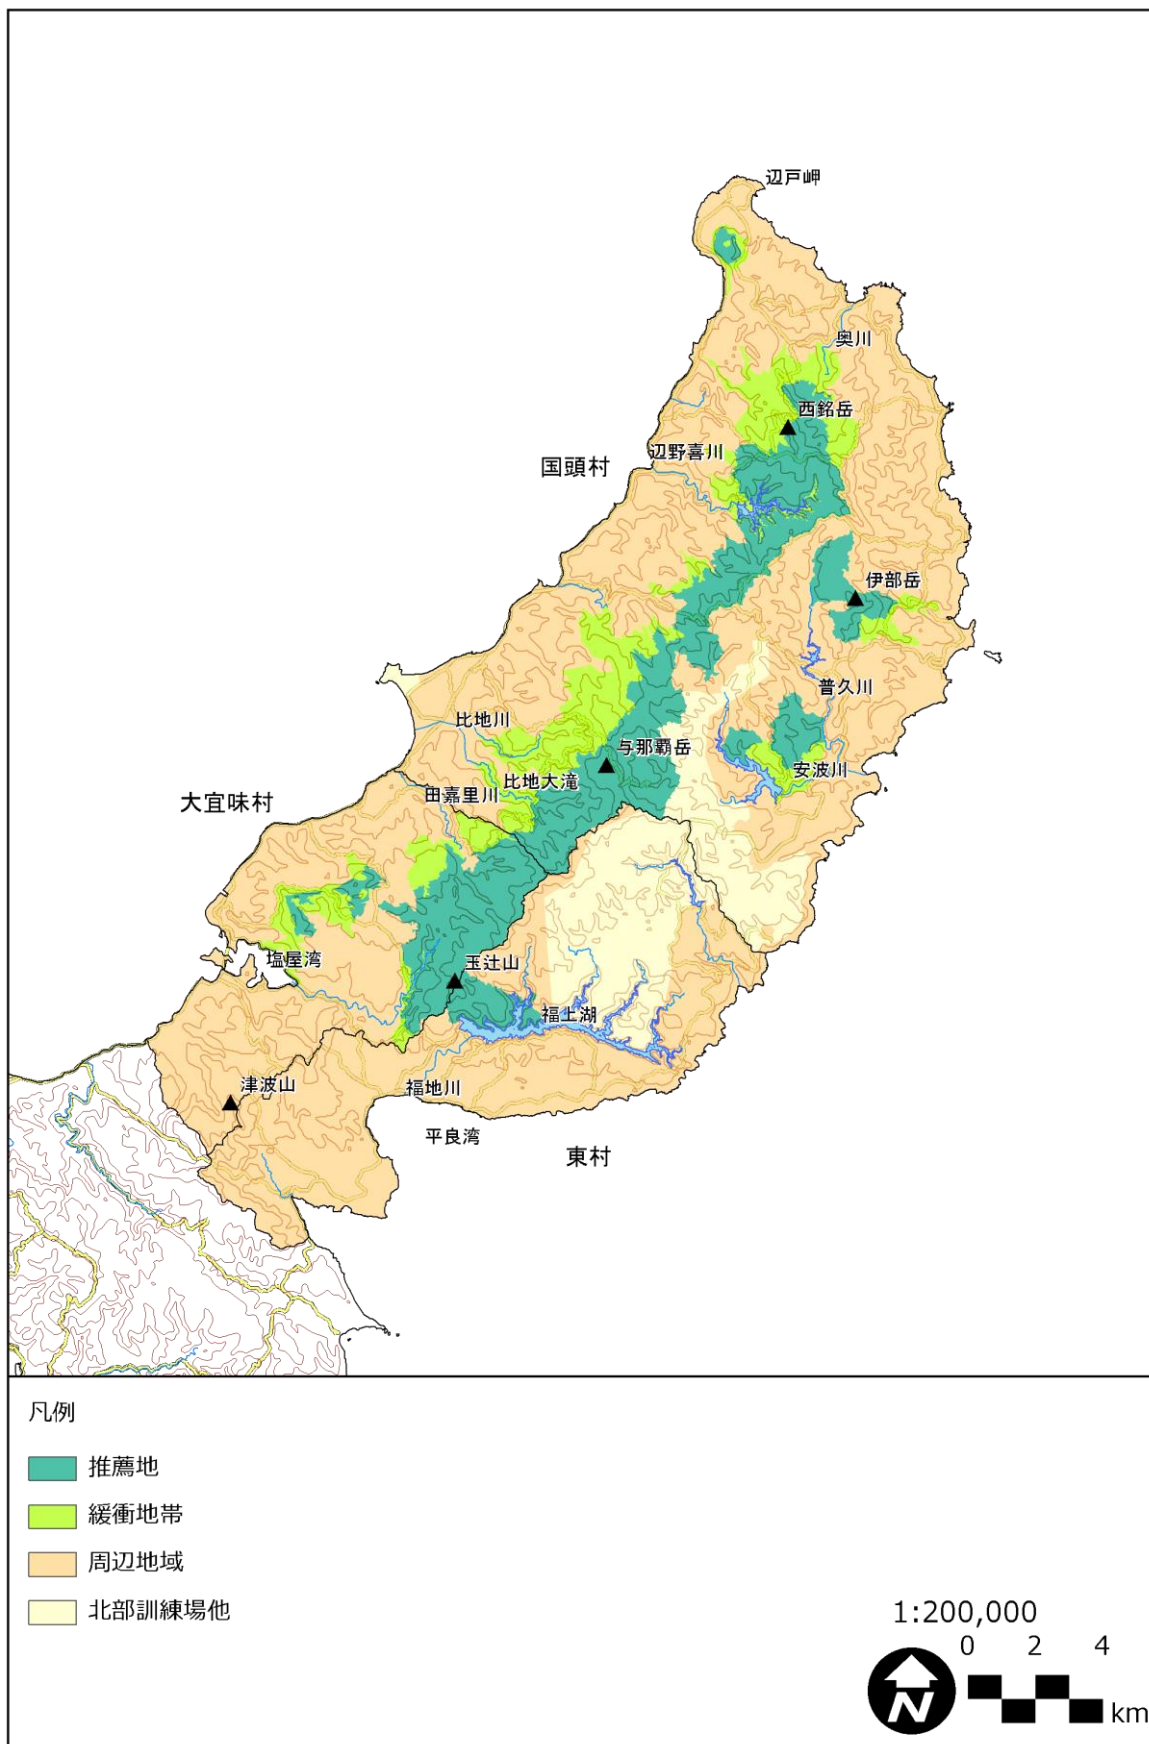 辺戸岬
奥川
西銘岳
辺野喜川
国頭村
伊部岳
普久川
比地川
与那覇岳
安波川
比地大滝
田嘉里川
大宜味村
塩屋湾
玉辻山
福上湖
津波山
福地川
平良湾
東村
凡例
推薦地
緩衝地帯
周辺地域
北部訓練場他
1:200,000
0 2 4
N
km